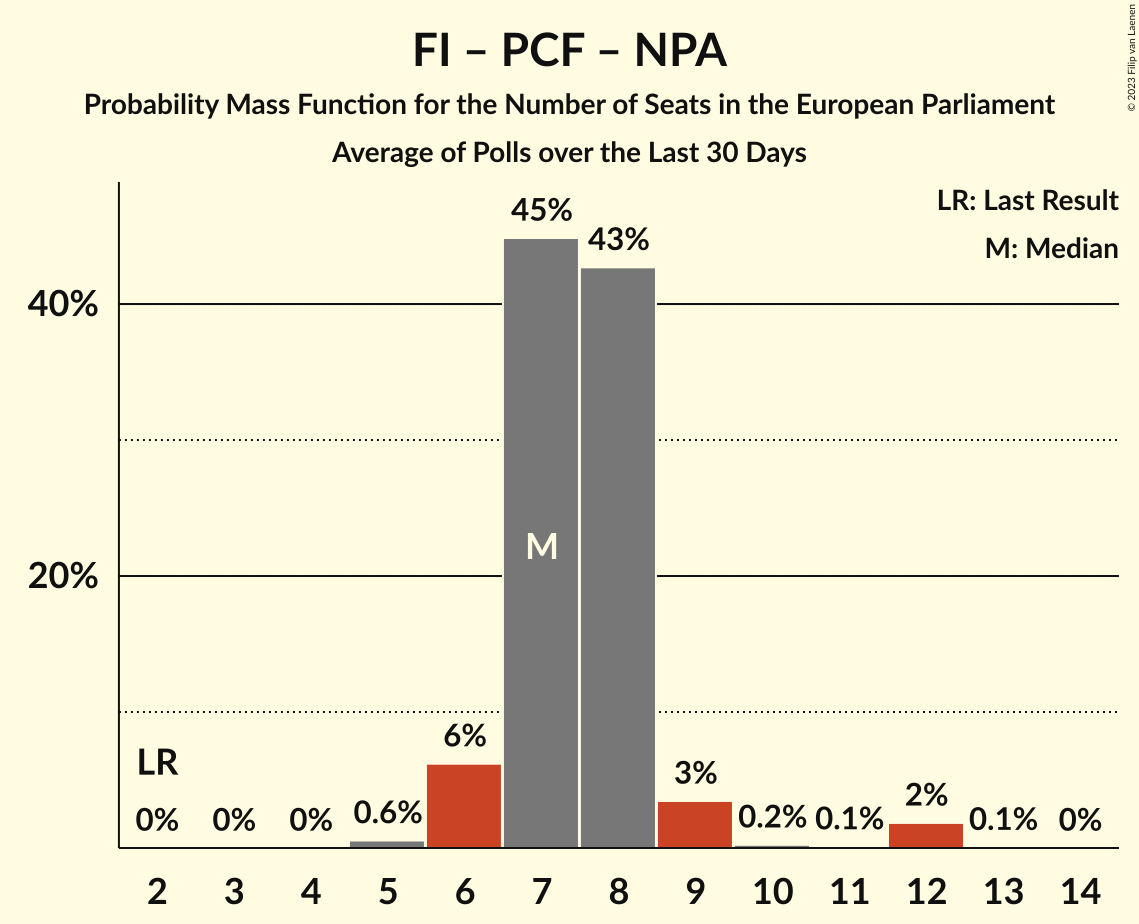 FI – PCF – NPA
Probability Mass Function for the Number of Seats in the European Parliament
Average of Polls over the Last 30 Days
© 2023 Filip van Laenen
LR: Last Result
M: Median
45%
43%
40%
M
20%
LR
6%
3%
2%
0% 0% 0% 0.6% 0.2% 0.1% 0.1% 0%
2 3 4 5 6 7 8 9 10 11 12 13 14